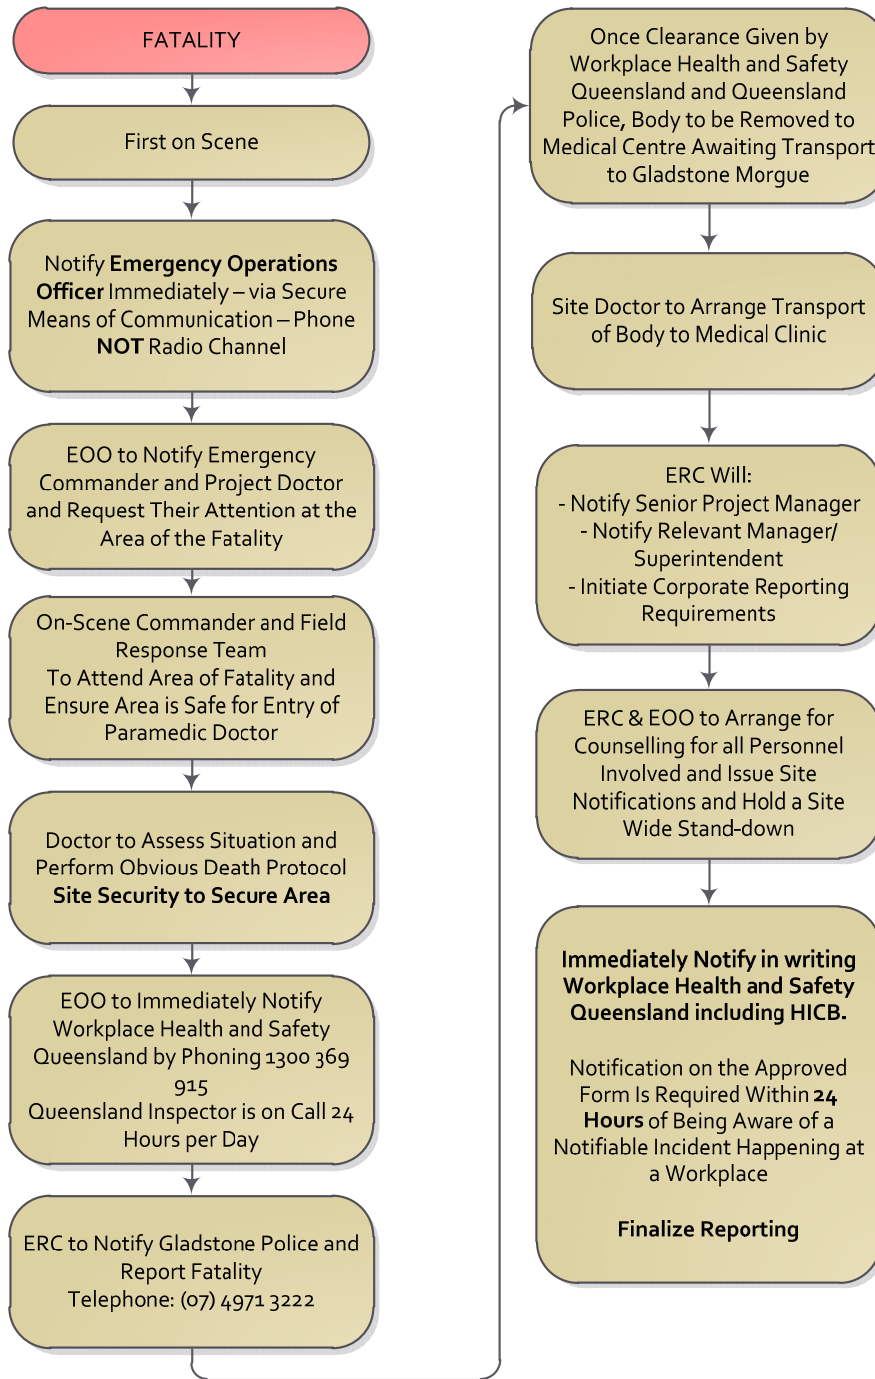 FATALITY
First on Scene
Notify Emergency Operations
Officer Immediately – via Secure
Means of Communication – Phone
NOT Radio Channel
EOO to Notify Emergency
Commander and Project Doctor
and Request Their Attention at the
Area of the Fatality
On-Scene Commander and Field
Response Team
To Attend Area of Fatality and
Ensure Area is Safe for Entry of
Paramedic Doctor
Doctor to Assess Situation and
Perform Obvious Death Protocol
Site Security to Secure Area
EOO to Immediately Notify
Workplace Health and Safety
Queensland by Phoning 1300 369
915
Queensland Inspector is on Call 24
Hours per Day
ERC to Notify Gladstone Police and
Report Fatality
Telephone: (07) 4971 3222
Once Clearance Given by
Workplace Health and Safety
Queensland and Queensland
Police, Body to be Removed to
Medical Centre Awaiting Transport
to Gladstone Morgue
Site Doctor to Arrange Transport
of Body to Medical Clinic
ERC Will:
- Notify Senior Project Manager
- Notify Relevant Manager/
Superintendent
- Initiate Corporate Reporting
Requirements
ERC & EOO to Arrange for
Counselling for all Personnel
Involved and Issue Site
Notifications and Hold a Site
Wide Stand-down
Immediately Notify in writing
Workplace Health and Safety
Queensland including HICB.
Notification on the Approved
Form Is Required Within 24
Hours of Being Aware of a
Notifiable Incident Happening at
a Workplace
Finalize Reporting